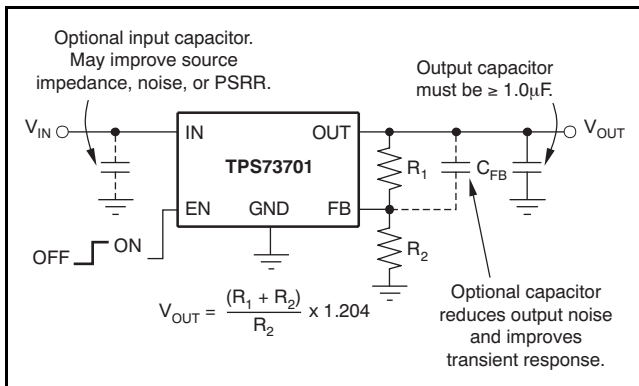 Optional input capacitor.
May improve source
impedance, noise, or PSRR.
Output capacitor
must be ≥ 1.0μF.
V_IN
IN
OUT
V_OUT
TPS73701
R_1
C_FB
EN
GND
FB
OFF
ON
R_2
V_OUT = (R_1 + R_2) / R_2 x 1.204
Optional capacitor
reduces output noise
and improves
transient response.